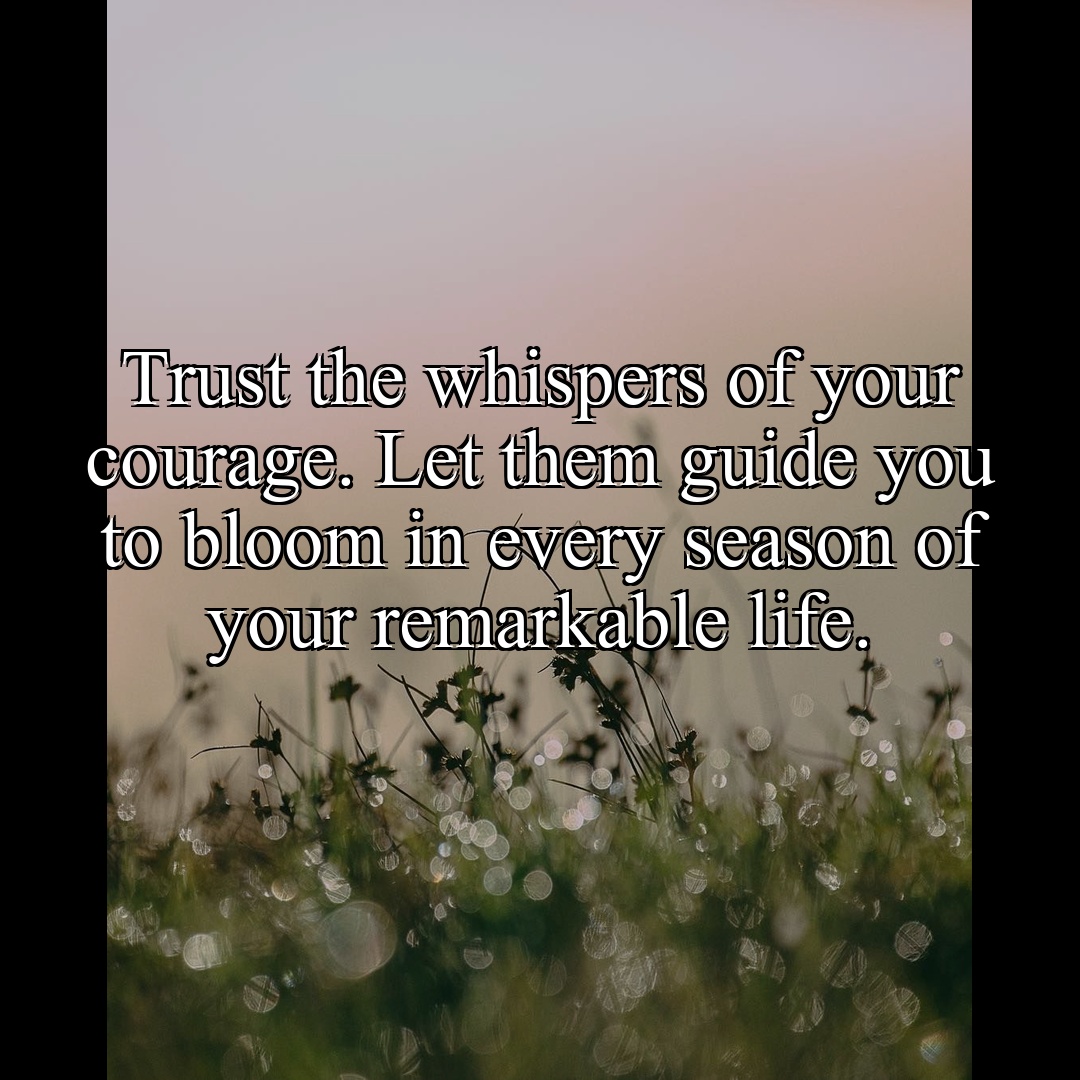 Trust the whispers of your
courage. Let them guide you
to bloom in every season of
your remarkable life.